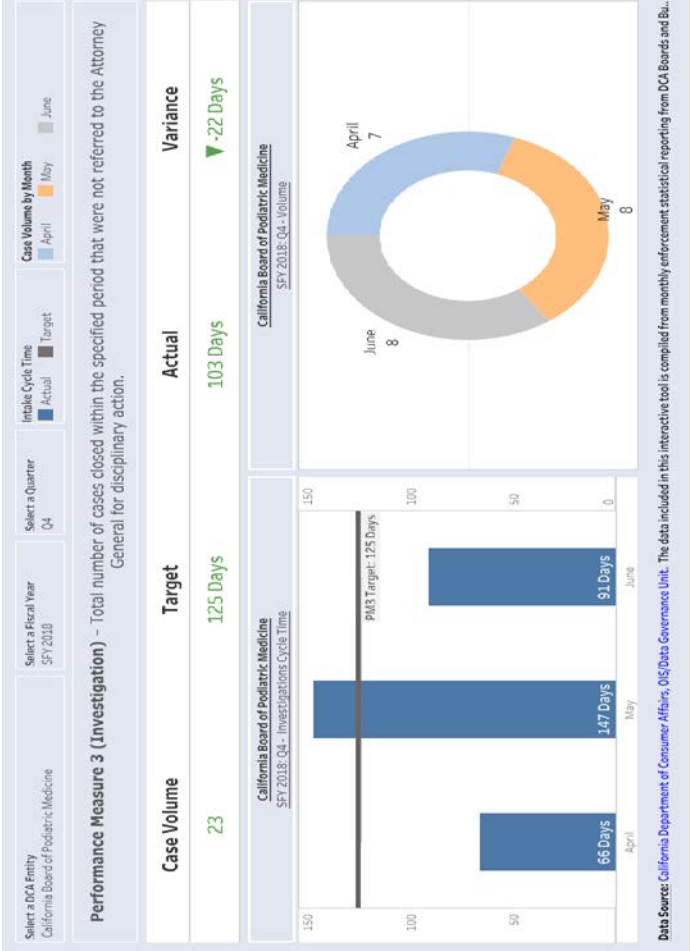 Select a DCA Entity
California Board of Podiatric Medicine
Select a Fiscal Year
SFY 2018
Select a Quarter
Q4
Intake Cycle Time
Actual
Target
Case Volume by Month
April
May
June
Performance Measure 3 (Investigation) – Total number of cases closed within the specified period that were not referred to the Attorney
General for disciplinary action.
Case Volume
Target
Actual
Variance
23
125 Days
103 Days
▼ -22 Days
California Board of Podiatric Medicine
SFY 2018: Q4 - Investigations Cycle Time
150
100
50
PM3 Target: 125 Days
66 Days
147 Days
91 Days
150
100
50
0
April
May
June
California Board of Podiatric Medicine
SFY 2018: Q4 - Volume
April
7
June
8
May
8
Data Source: California Department of Consumer Affairs, OIS/Data Governance Unit. The data included in this interactive tool is compiled from monthly enforcement statistical reporting from DCA Boards and Bu..